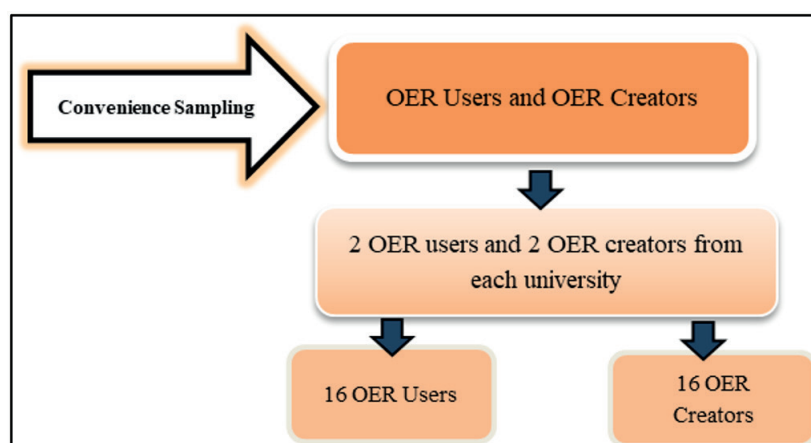 Convenience Sampling
OER Users and OER Creators
2 OER users and 2 OER creators from
each university
16 OER Users
16 OER
Creators